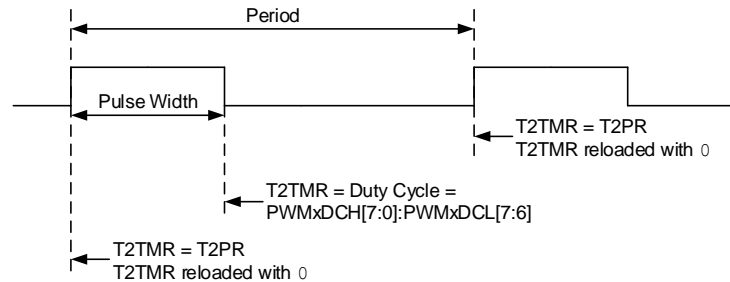 Period
Pulse Width
T2TMR = T2PR
T2TMR reloaded with 0
T2TMR = Duty Cycle =
PWMxDCH[7:0]:PWMxDCL[7:6]
T2TMR = T2PR
T2TMR reloaded with 0